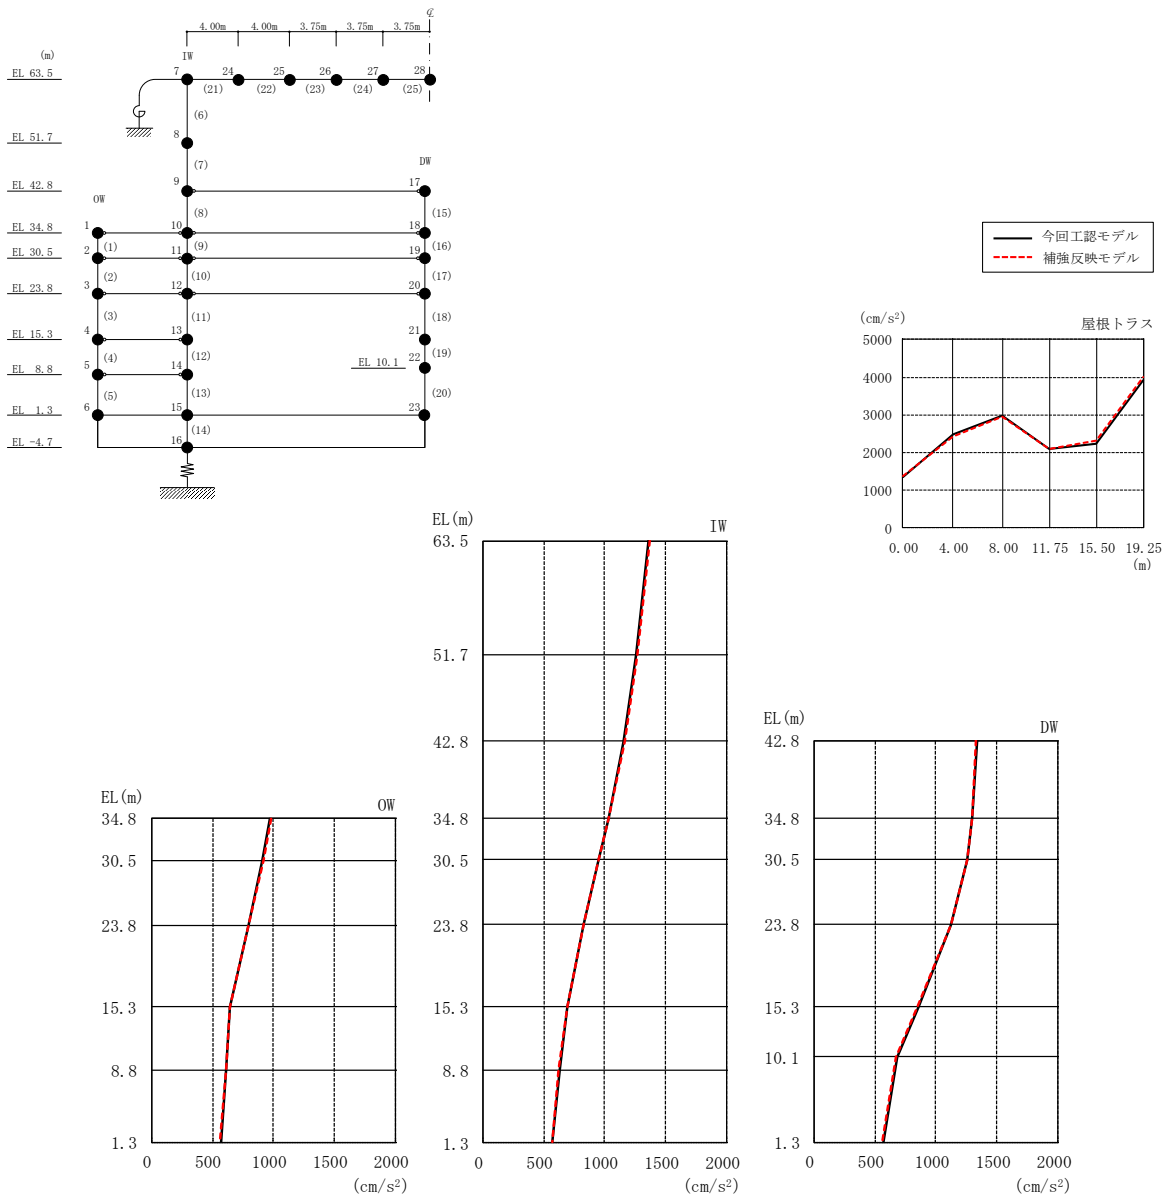 ℄
4.00m 4.00m 3.75m 3.75m 3.75m
(m) IW
EL 63.5 7 24 25 26 27 28
(21) (22) (23) (24) (25)
(6)
EL 51.7 8
(7)
DW
EL 42.8 9 17
OW
(8) (15)
EL 34.8 1 10 18
(1) (9) (16)
EL 30.5 2 11 19
(2) (10) (17)
EL 23.8 3 12 20
(3) (11) (18)
EL 15.3 4 13 21
(4) (12) (19)
EL 10.1 22
EL 8.8 5 14
(5) (13) (20)
EL 1.3 6 15 23
(14)
EL -4.7 16
今回工認モデル
補強反映モデル
(cm/s²) 屋根トラス
5000
4000
3000
2000
1000
0
0.00 4.00 8.00 11.75 15.50 19.25
(m)
EL(m) OW
34.8
30.5
23.8
15.3
8.8
1.3
0 500 1000 1500 2000
(cm/s²)
EL(m) IW
63.5
51.7
42.8
34.8
30.5
23.8
15.3
8.8
1.3
0 500 1000 1500 2000
(cm/s²)
EL(m) DW
42.8
34.8
30.5
23.8
15.3
10.1
1.3
0 500 1000 1500 2000
(cm/s²)